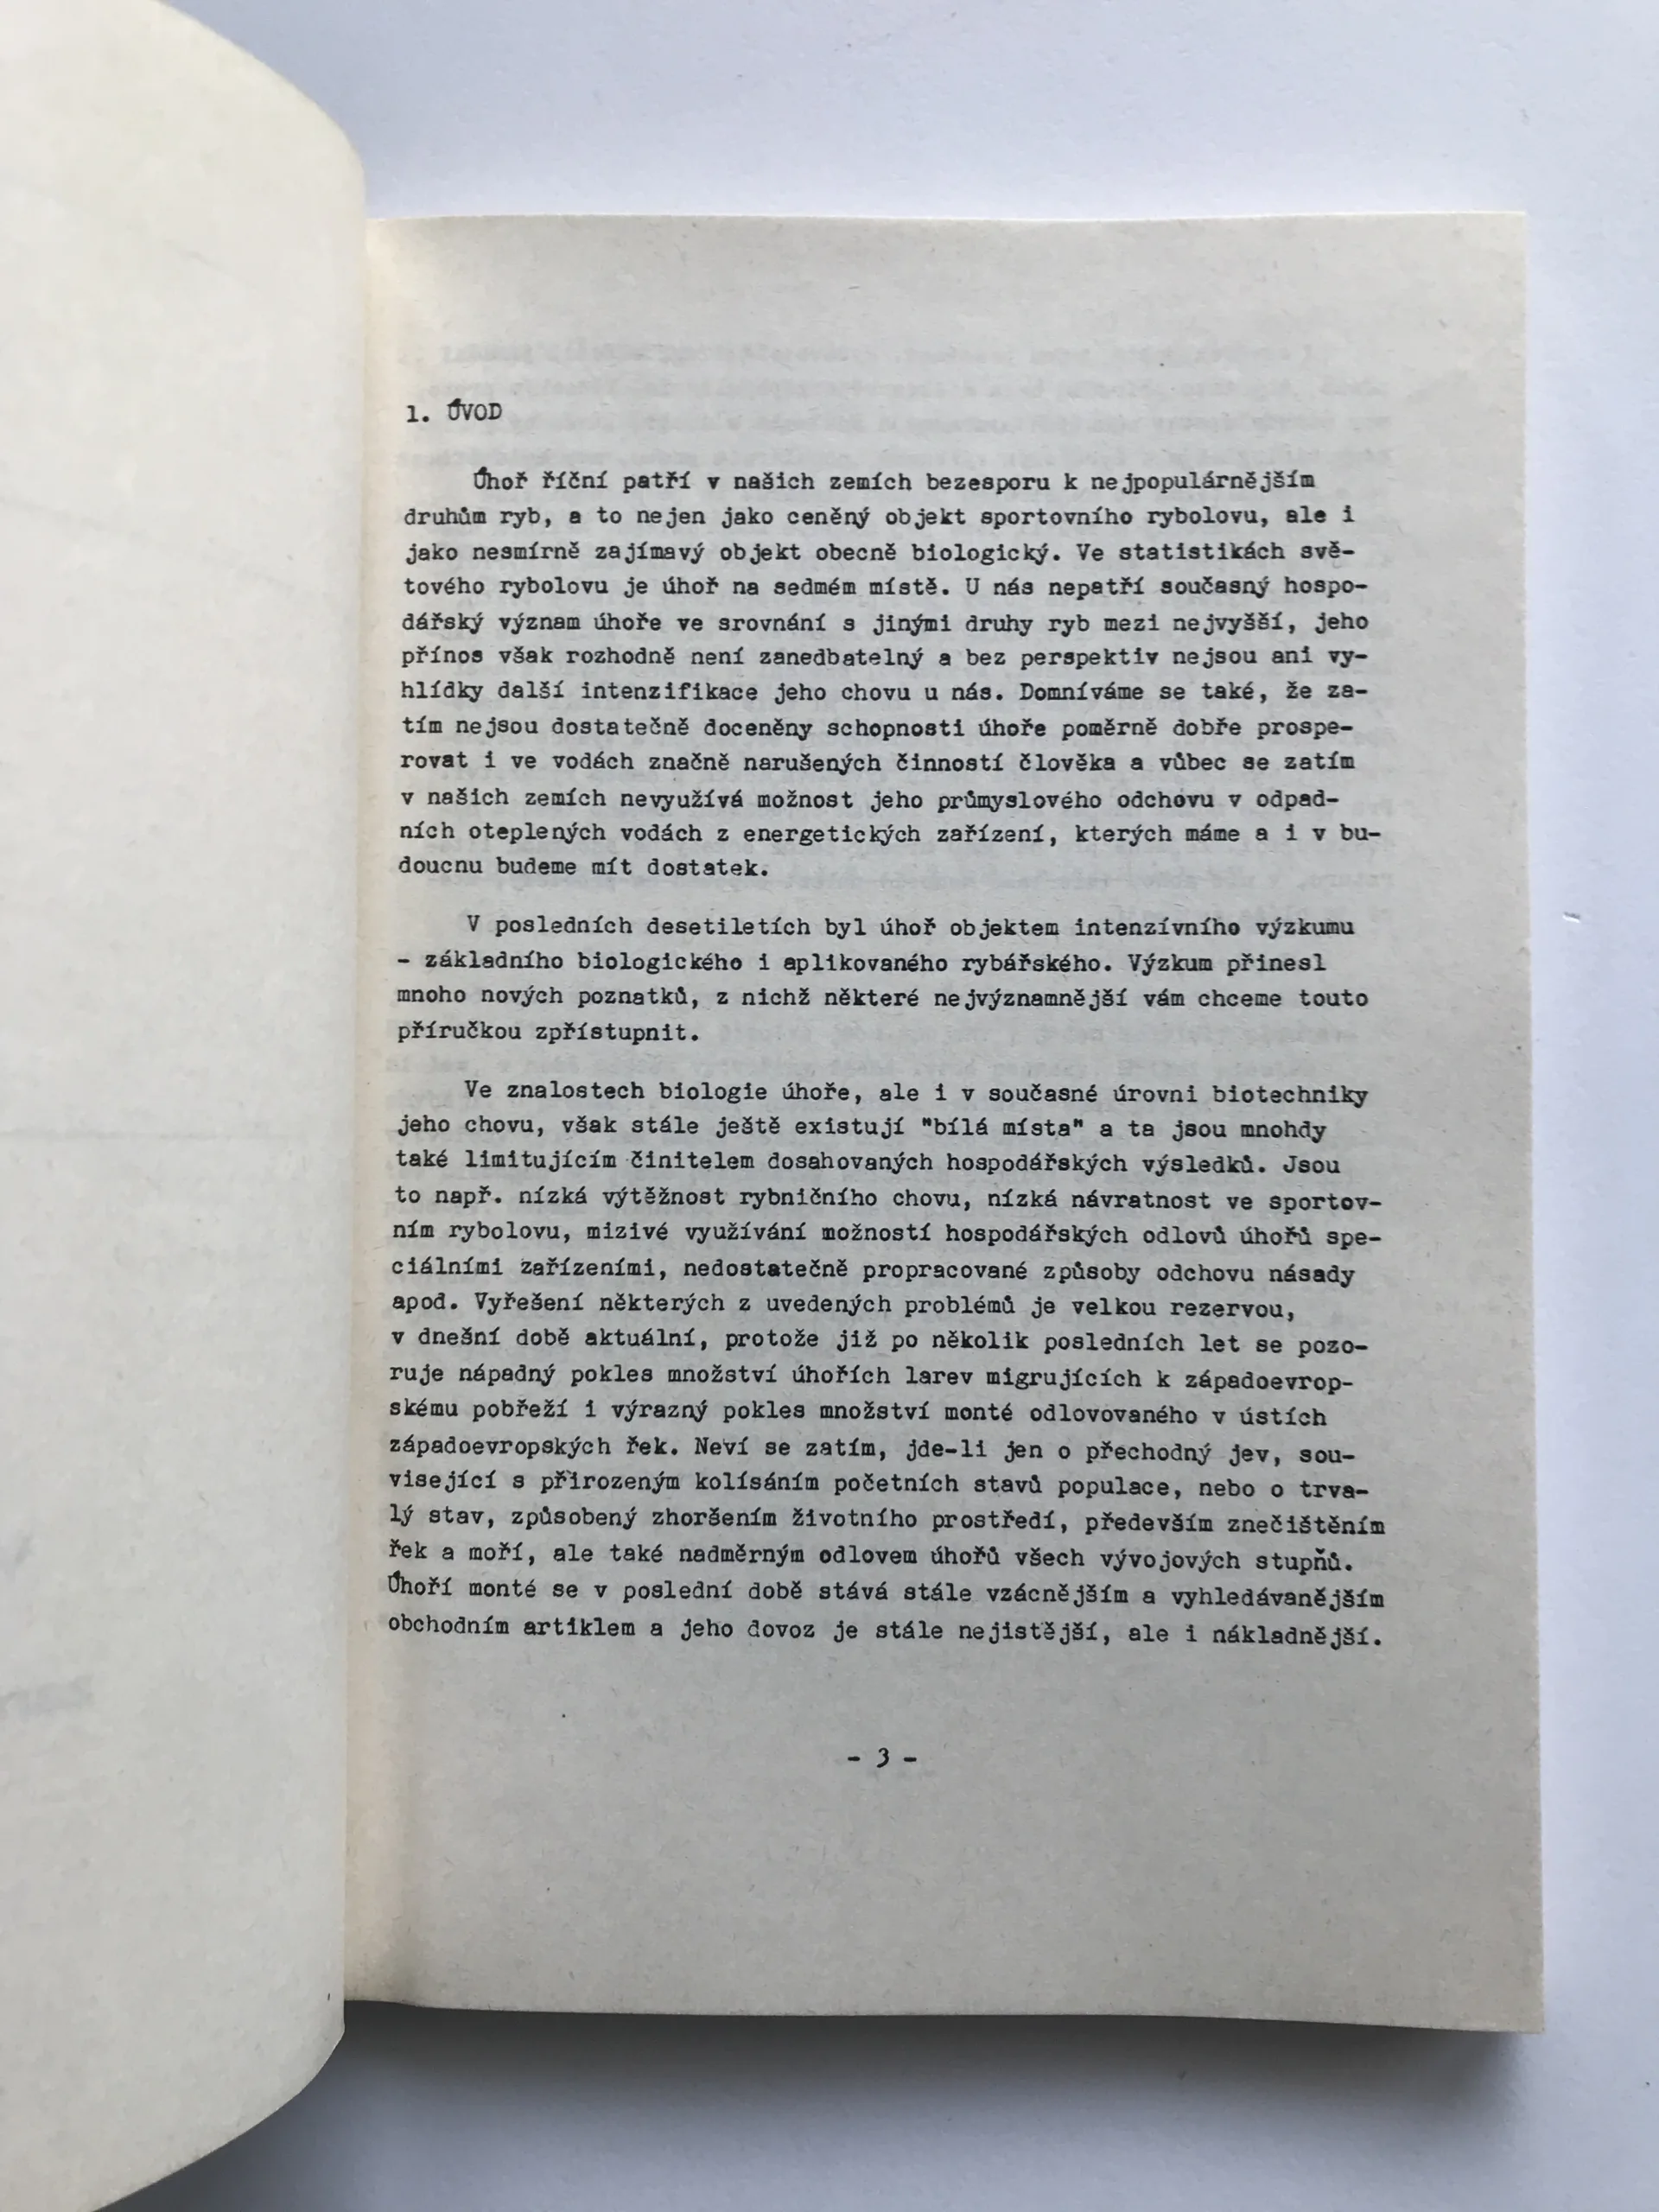 1. ÚVOD
Úhoř říční patří v našich zemích bezesporu k nejpopulárnějším
druhům ryb, a to nejen jako ceněný objekt sportovního rybolovu, ale i
jako nesmírně zajímavý objekt obecně biologický. Ve statistikách svě-
tového rybolovu je úhoř na sedmém místě. U nás nepatří současný hospo-
dářský význam úhoře ve srovnání s jinými druhy ryb mezi nejvyšší, jeho
přínos však rozhodně není zanedbatelný a bez perspektiv nejsou ani vy-
hlídky další intenzifikace jeho chovu u nás. Domníváme se také, že za-
tím nejsou dostatečně doceněny schopnosti úhoře poměrně dobře prospe-
rovat i ve vodách značně narušených činností člověka a vůbec se zatím
v našich zemích nevyužívá možnost jeho průmyslového odchovu v odpad-
ních oteplených vodách z energetických zařízení, kterých máme a i v bu-
doucnu budeme mít dostatek.
V posledních desetiletích byl úhoř objektem intenzívního výzkumu
- základního biologického i aplikovaného rybářského. Výzkum přinesl
mnoho nových poznatků, z nichž některé nejvýznamnější vám chceme touto
příručkou zpřístupnit.
Ve znalostech biologie úhoře, ale i v současné úrovni biotechniky
jeho chovu, však stále ještě existují "bílá místa" a ta jsou mnohdy
také limitujícím činitelem dosahovaných hospodářských výsledků. Jsou
to např. nízká výtěžnost rybničního chovu, nízká návratnost ve sportov-
ním rybolovu, mizivé využívání možností hospodářských odlovů úhořů spe-
ciálními zařízeními, nedostatečně propracované způsoby odchovu násady
apod. Vyřešení některých z uvedených problémů je velkou rezervou,
v dnešní době aktuální, protože již po několik posledních let se pozo-
ruje nápadný pokles množství úhořích larev migrujících k západoevrop-
skému pobřeží i výrazný pokles množství monté odlovovaného v ústích
západoevropských řek. Neví se zatím, jde-li jen o přechodný jev, sou-
visející s přirozeným kolísáním početních stavů populace, nebo o trva-
lý stav, způsobený zhoršením životního prostředí, především znečištěním
řek a moří, ale také nadměrným odlovem úhořů všech vývojových stupňů.
Úhoří monté se v poslední době stává stále vzácnějším a vyhledávanějším
obchodním artiklem a jeho dovoz je stále nejistější, ale i nákladnější.
- 3 -